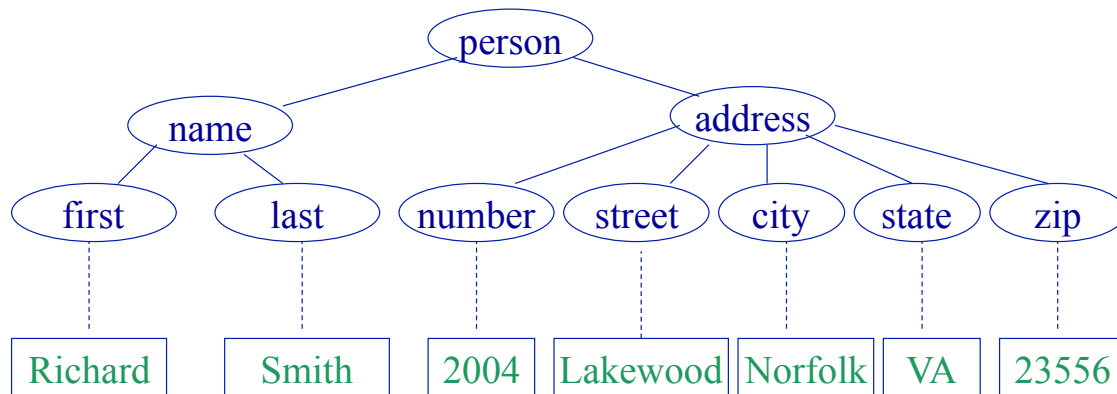 person
name
address
first last number street city state zip
Richard Smith 2004 Lakewood Norfolk VA 23556